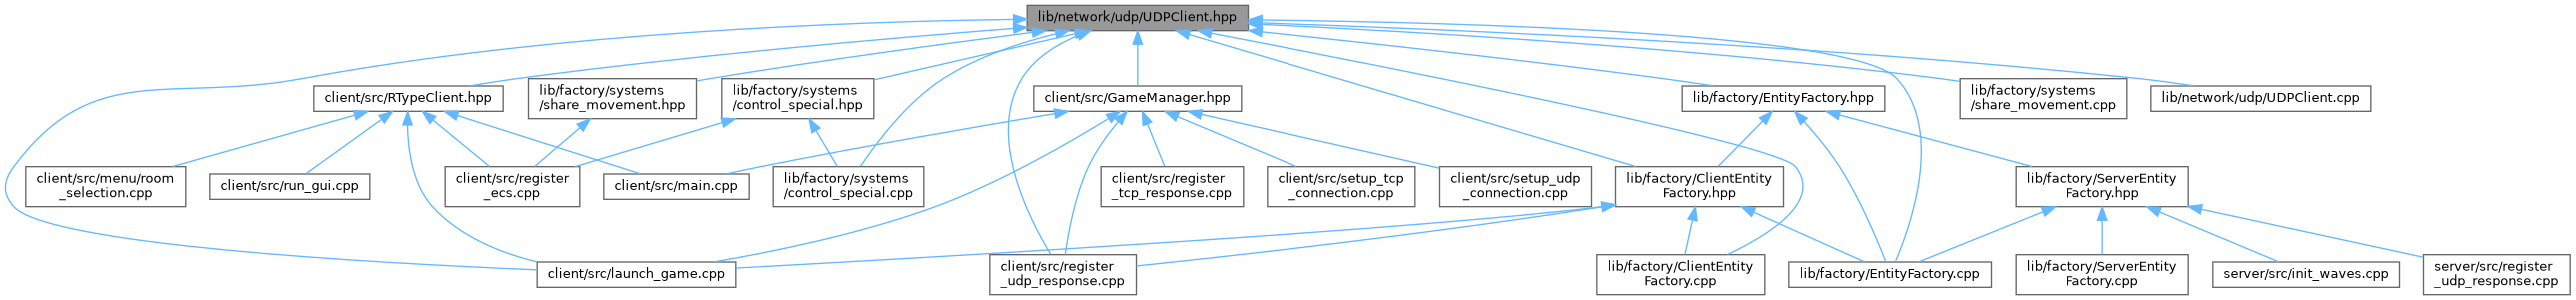 lib/network/udp/UDPClient.hpp
client/src/RTypeClient.hpp
lib/factory/systems
/share_movement.hpp
lib/factory/systems
/control_special.hpp
client/src/GameManager.hpp
lib/factory/EntityFactory.hpp
lib/factory/systems
/share_movement.cpp
lib/network/udp/UDPClient.cpp
client/src/menu/room
_selection.cpp
client/src/run_gui.cpp
client/src/register
_ecs.cpp
client/src/main.cpp
lib/factory/systems
/control_special.cpp
client/src/register
_tcp_response.cpp
client/src/setup_tcp
_connection.cpp
client/src/setup_udp
_connection.cpp
lib/factory/ClientEntity
Factory.hpp
lib/factory/ServerEntity
Factory.hpp
client/src/launch_game.cpp
client/src/register
_udp_response.cpp
lib/factory/ClientEntity
Factory.cpp
lib/factory/EntityFactory.cpp
lib/factory/ServerEntity
Factory.cpp
server/src/init_waves.cpp
server/src/register
_udp_response.cpp